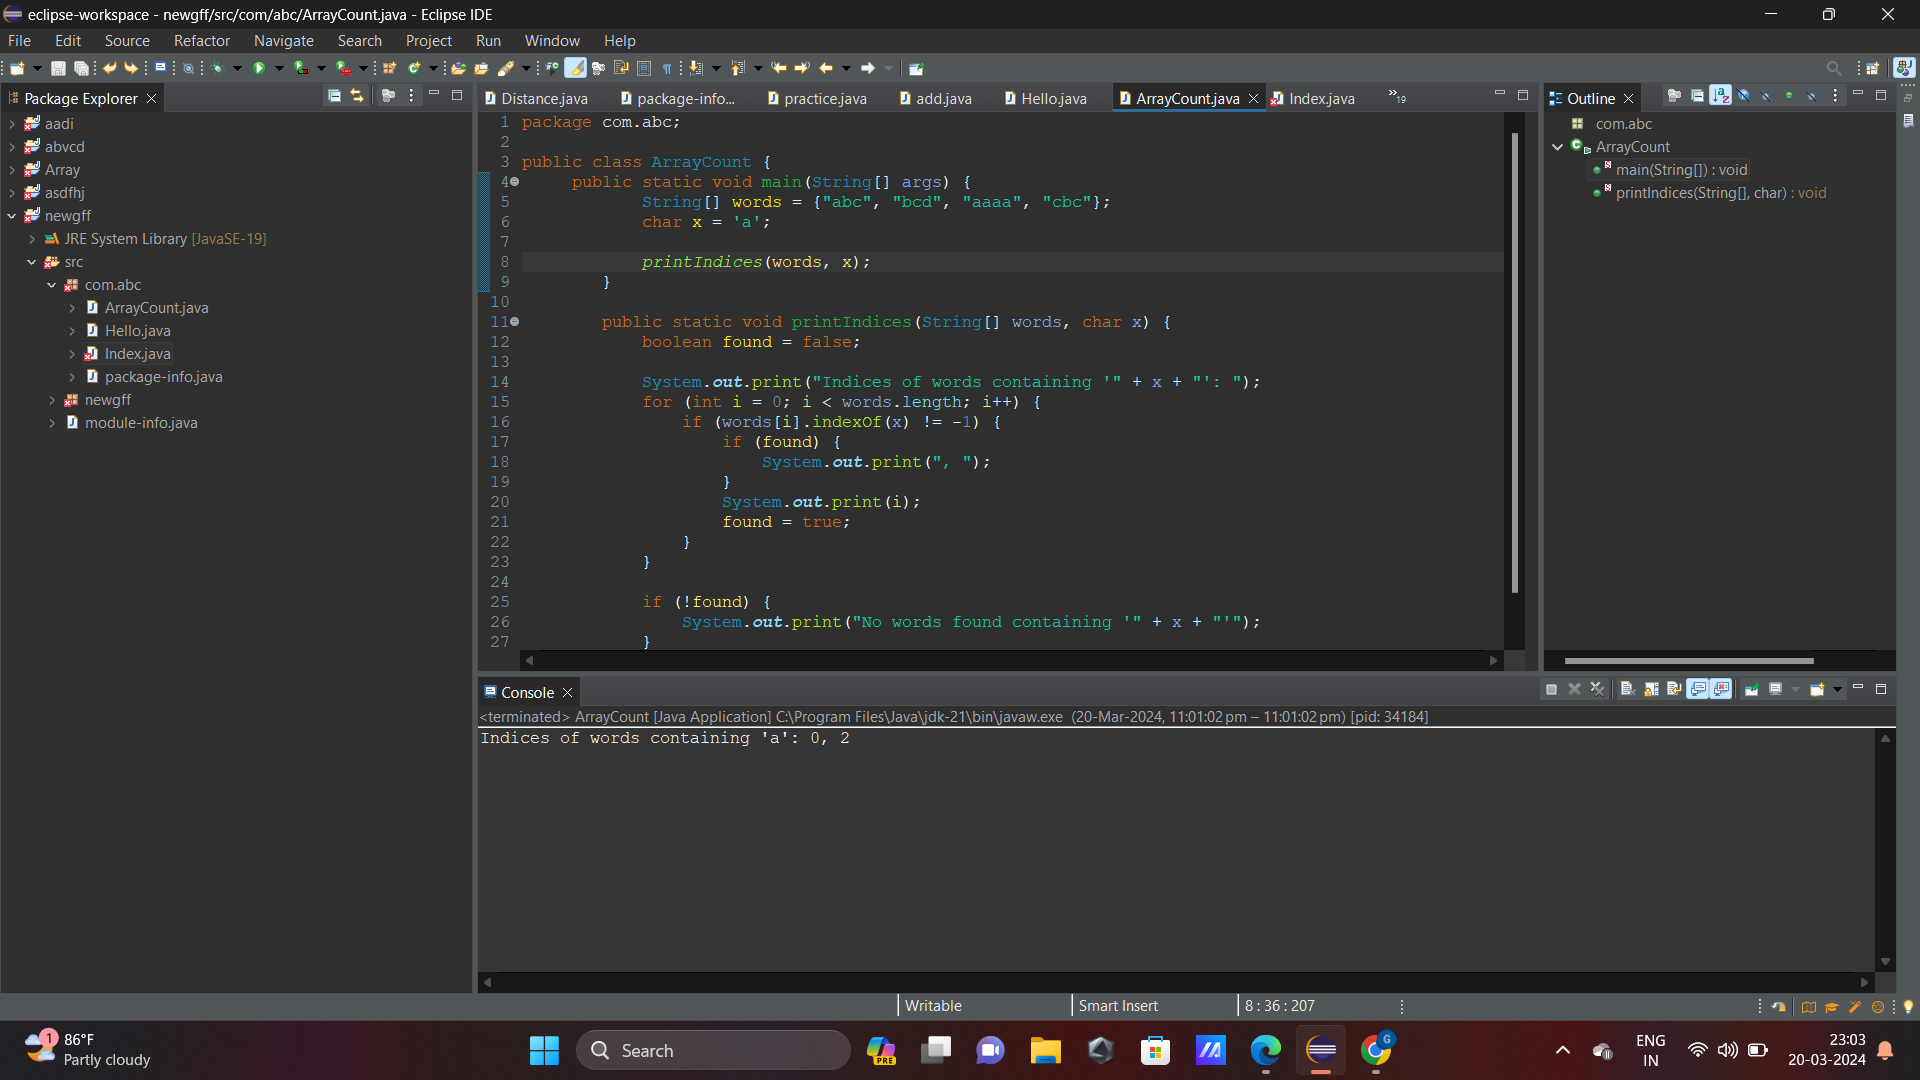 eclipse-workspace - newgff/src/com/abc/ArrayCount.java - Eclipse IDE
File Edit Source Refactor Navigate Search Project Run Window Help
Package Explorer
aadi
abvcd
Array
asdfhj
newgff
JRE System Library [JavaSE-19]
src
com.abc
ArrayCount.java
Hello.java
Index.java
package-info.java
newgff
module-info.java
Distance.java package-info... practice.java add.java Hello.java ArrayCount.java Index.java »19
1 package com.abc;
2
3 public class ArrayCount {
4 public static void main(String[] args) {
5 String[] words = {"abc", "bcd", "aaaa", "cbc"};
6 char x = 'a';
7
8 printIndices(words, x);
9 }
10
11 public static void printIndices(String[] words, char x) {
12 boolean found = false;
13
14 System.out.print("Indices of words containing '" + x + "': ");
15 for (int i = 0; i < words.length; i++) {
16 if (words[i].indexOf(x) != -1) {
17 if (found) {
18 System.out.print(", ");
19 }
20 System.out.print(i);
21 found = true;
22 }
23 }
24
25 if (!found) {
26 System.out.print("No words found containing '" + x + "'");
27 }
Outline
com.abc
ArrayCount
main(String[]) : void
printIndices(String[], char) : void
Console
<terminated> ArrayCount [Java Application] C:\Program Files\Java\jdk-21\bin\javaw.exe (20-Mar-2024, 11:01:02 pm – 11:01:02 pm) [pid: 34184]
Indices of words containing 'a': 0, 2
Writable Smart Insert 8 : 36 : 207
1
86°F
Partly cloudy
Search
PRE
G
ENG
IN
23:03
20-03-2024